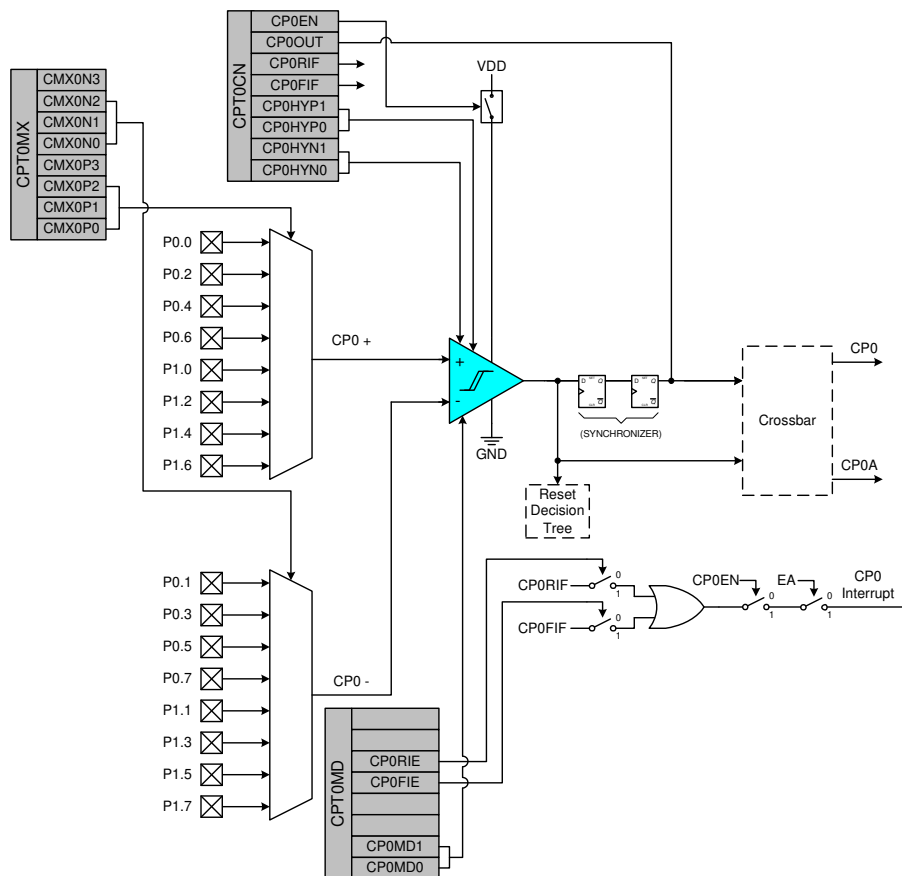 CPT0CN
CP0EN
CP0OUT
CP0RIF
CP0FIF
CP0HYP1
CP0HYP0
CP0HYN1
CP0HYN0
VDD
CPT0MX
CMX0N3
CMX0N2
CMX0N1
CMX0N0
CMX0P3
CMX0P2
CMX0P1
CMX0P0
P0.0
P0.2
P0.4
P0.6
P1.0
P1.2
P1.4
P1.6
CP0 +
+
-
GND
D
SET
Q
CLR
Q
D
SET
Q
CLR
Q
(SYNCHRONIZER)
Reset
Decision
Tree
Crossbar
CP0
CP0A
P0.1
P0.3
P0.5
P0.7
P1.1
P1.3
P1.5
P1.7
CP0 -
CP0RIF
0
1
CP0FIF
0
1
CP0EN
0
1
EA
0
1
CP0
Interrupt
CPT0MD
CP0RIE
CP0FIE
CP0MD1
CP0MD0